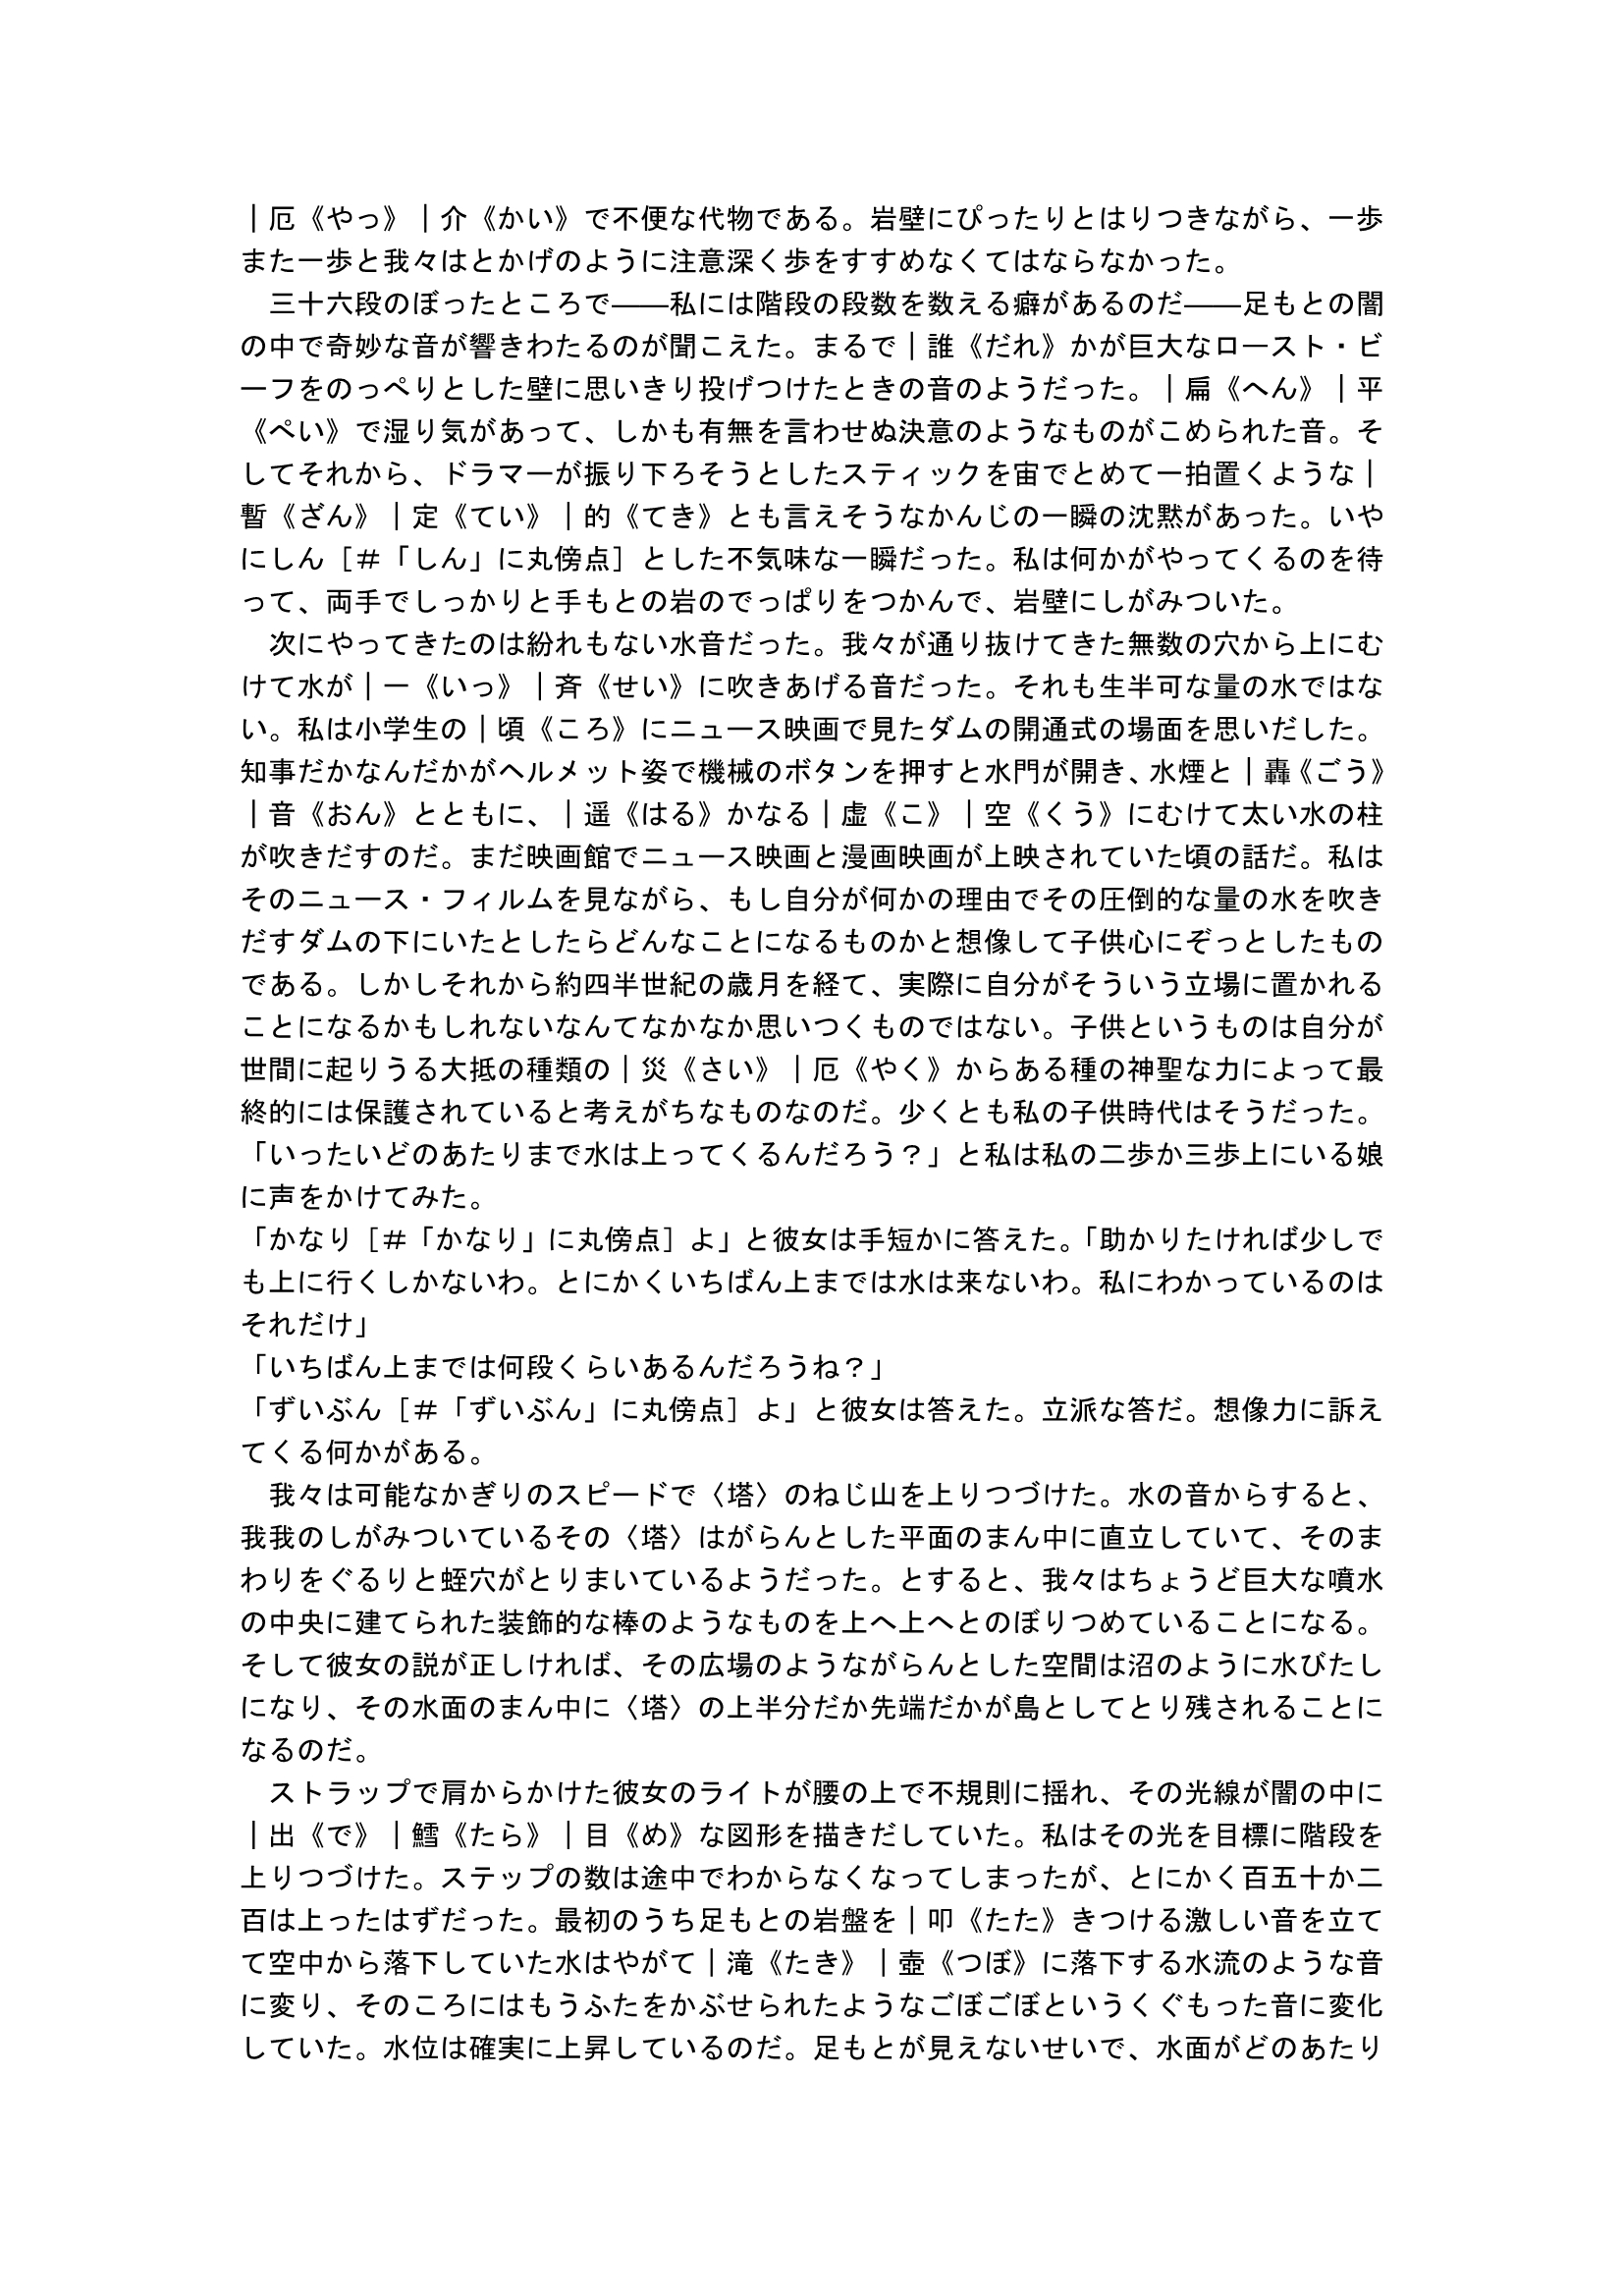 ｜厄《やっ》｜介《かい》で不便な代物である。岩壁にぴったりとはりつきながら、一歩
また一歩と我々はとかげのように注意深く歩をすすめなくてはならなかった。
　三十六段のぼったところで――私には階段の段数を数える癖があるのだ――足もとの闇
の中で奇妙な音が響きわたるのが聞こえた。まるで｜誰《だれ》かが巨大なロースト・ビ
ーフをのっぺりとした壁に思いきり投げつけたときの音のようだった。｜扁《へん》｜平
《ぺい》で湿り気があって、しかも有無を言わせぬ決意のようなものがこめられた音。そ
してそれから、ドラマーが振り下ろそうとしたスティックを宙でとめて一拍置くような｜
暫《ざん》｜定《てい》｜的《てき》とも言えそうなかんじの一瞬の沈黙があった。いや
にしん［＃「しん」に丸傍点］とした不気味な一瞬だった。私は何かがやってくるのを待
って、両手でしっかりと手もとの岩のでっぱりをつかんで、岩壁にしがみついた。
　次にやってきたのは紛れもない水音だった。我々が通り抜けてきた無数の穴から上にむ
けて水が｜一《いっ》｜斉《せい》に吹きあげる音だった。それも生半可な量の水ではな
い。私は小学生の｜頃《ころ》にニュース映画で見たダムの開通式の場面を思いだした。
知事だかなんだかがヘルメット姿で機械のボタンを押すと水門が開き、水煙と｜轟《ごう》
｜音《おん》とともに、｜遥《はる》かなる｜虚《こ》｜空《くう》にむけて太い水の柱
が吹きだすのだ。まだ映画館でニュース映画と漫画映画が上映されていた頃の話だ。私は
そのニュース・フィルムを見ながら、もし自分が何かの理由でその圧倒的な量の水を吹き
だすダムの下にいたとしたらどんなことになるものかと想像して子供心にぞっとしたもの
である。しかしそれから約四半世紀の歳月を経て、実際に自分がそういう立場に置かれる
ことになるかもしれないなんてなかなか思いつくものではない。子供というものは自分が
世間に起りうる大抵の種類の｜災《さい》｜厄《やく》からある種の神聖な力によって最
終的には保護されていると考えがちなものなのだ。少くとも私の子供時代はそうだった。
「いったいどのあたりまで水は上ってくるんだろう？」と私は私の二歩か三歩上にいる娘
に声をかけてみた。
「かなり［＃「かなり」に丸傍点］よ」と彼女は手短かに答えた。「助かりたければ少しで
も上に行くしかないわ。とにかくいちばん上までは水は来ないわ。私にわかっているのは
それだけ」
「いちばん上までは何段くらいあるんだろうね？」
「ずいぶん［＃「ずいぶん」に丸傍点］よ」と彼女は答えた。立派な答だ。想像力に訴え
てくる何かがある。
　我々は可能なかぎりのスピードで〈塔〉のねじ山を上りつづけた。水の音からすると、
我我のしがみついているその〈塔〉はがらんとした平面のまん中に直立していて、そのま
わりをぐるりと蛭穴がとりまいているようだった。とすると、我々はちょうど巨大な噴水
の中央に建てられた装飾的な棒のようなものを上へ上へとのぼりつめていることになる。
そして彼女の説が正しければ、その広場のようながらんとした空間は沼のように水びたし
になり、その水面のまん中に〈塔〉の上半分だか先端だかが島としてとり残されることに
なるのだ。
　ストラップで肩からかけた彼女のライトが腰の上で不規則に揺れ、その光線が闇の中に
｜出《で》｜鱈《たら》｜目《め》な図形を描きだしていた。私はその光を目標に階段を
上りつづけた。ステップの数は途中でわからなくなってしまったが、とにかく百五十か二
百は上ったはずだった。最初のうち足もとの岩盤を｜叩《たた》きつける激しい音を立て
て空中から落下していた水はやがて｜滝《たき》｜壺《つぼ》に落下する水流のような音
に変り、そのころにはもうふたをかぶせられたようなごぼごぼというくぐもった音に変化
していた。水位は確実に上昇しているのだ。足もとが見えないせいで、水面がどのあたり